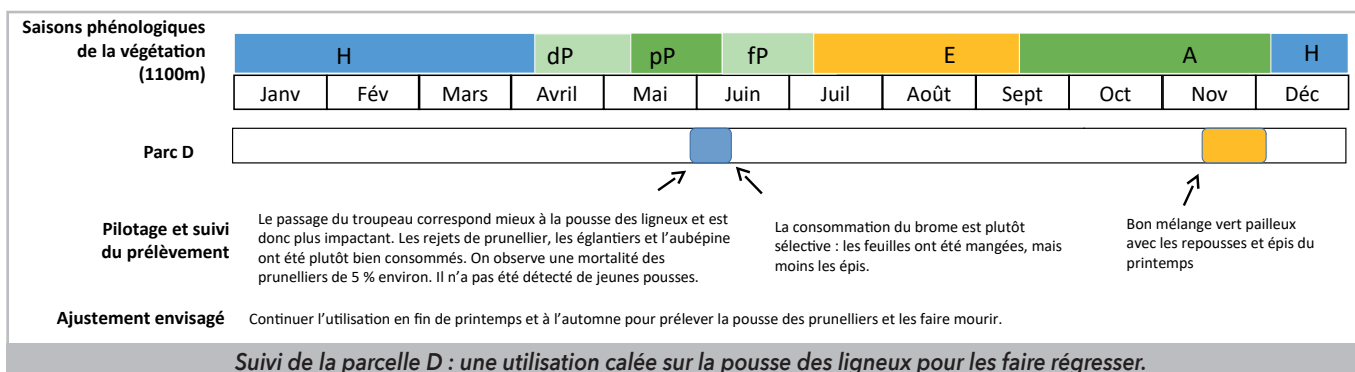 Saisons phénologiques
de la végétation
(1100m)
H dP pP fP E A H
Janv Fév Mars Avril Mai Juin Juil Août Sept Oct Nov Déc
Parc D
Pilotage et suivi
du prélèvement
Le passage du troupeau correspond mieux à la pousse des ligneux et est
donc plus impactant. Les rejets de prunellier, les églantiers et l’aubépine
ont été plutôt bien consommés. On observe une mortalité des
prunelliers de 5 % environ. Il n’a pas été détecté de jeunes pousses.
La consommation du brome est plutôt
sélective : les feuilles ont été mangées, mais
moins les épis.
Bon mélange vert pailleux
avec les repousses et épis du
printemps
Ajustement envisagé
Continuer l’utilisation en fin de printemps et à l’automne pour prélever la pousse des prunelliers et les faire mourir.
Suivi de la parcelle D : une utilisation calée sur la pousse des ligneux pour les faire régresser.